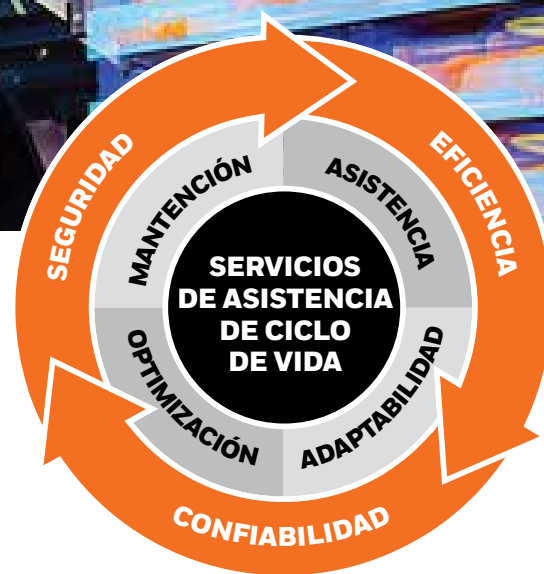 SEGURIDAD
EFICIENCIA
CONFIABILIDAD
MANTENCIÓN
ASISTENCIA
ADAPTABILIDAD
OPTIMIZACIÓN
SERVICIOS
DE ASISTENCIA
DE CICLO
DE VIDA